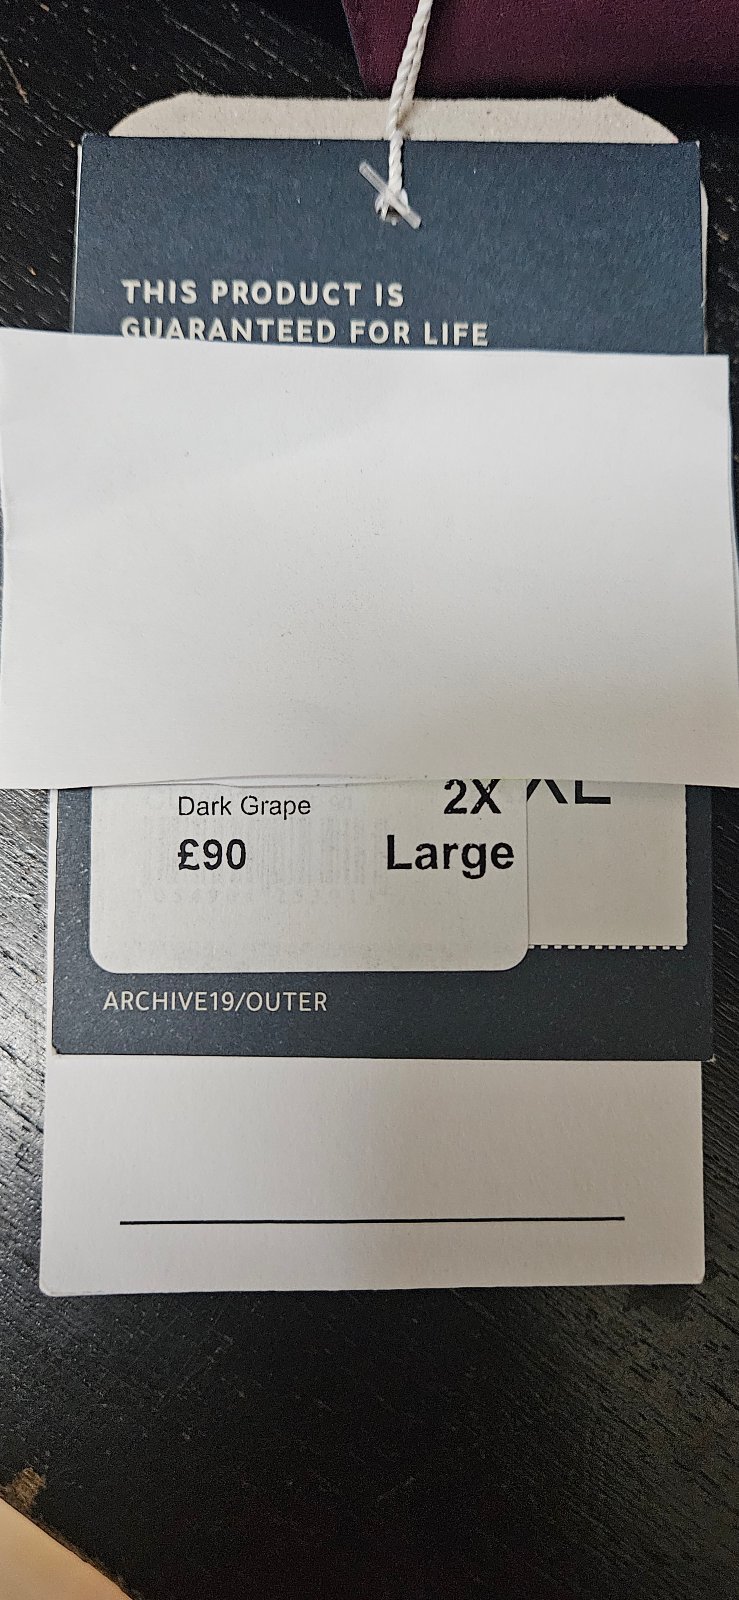 THIS PRODUCT IS
GUARANTEED FOR LIFE
Dark Grape
2X
£90
Large
ARCHIVE19/OUTER